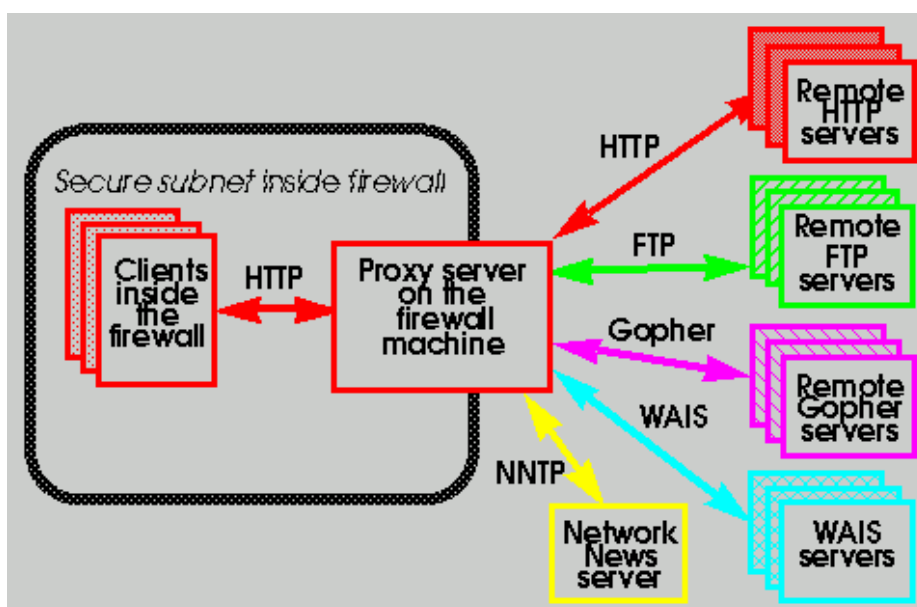 Secure subnet inside firewall
Clients
inside
the
firewall
HTTP
Proxy server
on the
firewall
machine
HTTP
Remote
HTTP
servers
FTP
Remote
FTP
servers
Gopher
Remote
Gopher
servers
WAIS
WAIS
servers
NNTP
Network
News
server